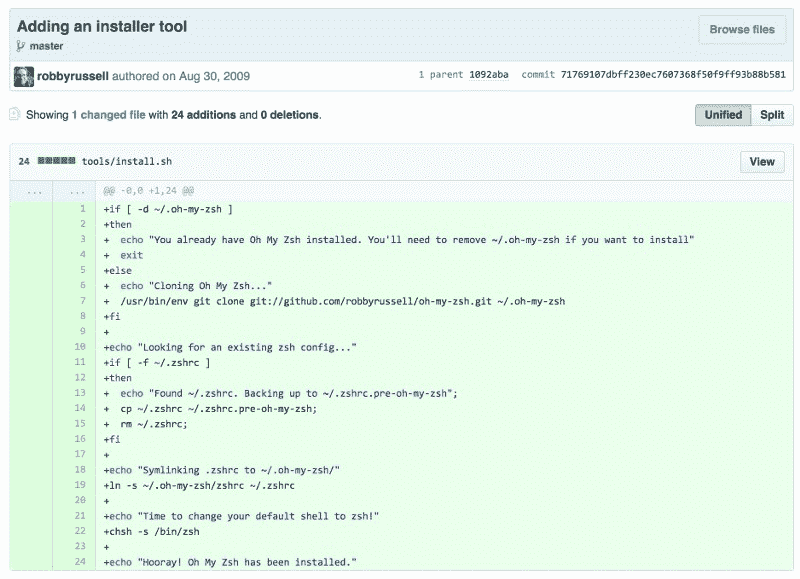 Adding an installer tool
master
Browse files
robbyrussell authored on Aug 30, 2009
1 parent 1092aba commit 71769107dbff230ec7607368f50f9ff93b88b581
Showing 1 changed file with 24 additions and 0 deletions.
Unified Split
24 tools/install.sh
View
... ... @@ -0,0 +1,24 @@
1 +if [ -d ~/.oh-my-zsh ]
2 +then
3 +  echo "You already have Oh My Zsh installed. You'll need to remove ~/.oh-my-zsh if you want to install"
4 +  exit
5 +else
6 +  echo "Cloning Oh My Zsh..."
7 +  /usr/bin/env git clone git://github.com/robbyrussell/oh-my-zsh.git ~/.oh-my-zsh
8 +fi
9 +
10 +echo "Looking for an existing zsh config..."
11 +if [ -f ~/.zshrc ]
12 +then
13 +  echo "Found ~/.zshrc. Backing up to ~/.zshrc.pre-oh-my-zsh";
14 +  cp ~/.zshrc ~/.zshrc.pre-oh-my-zsh;
15 +  rm ~/.zshrc;
16 +fi
17 +
18 +echo "Symlinking .zshrc to ~/.oh-my-zsh/"
19 +ln -s ~/.oh-my-zsh/zshrc ~/.zshrc
20 +
21 +echo "Time to change your default shell to zsh!"
22 +chsh -s /bin/zsh
23 +
24 +echo "Hooray! Oh My Zsh has been installed."